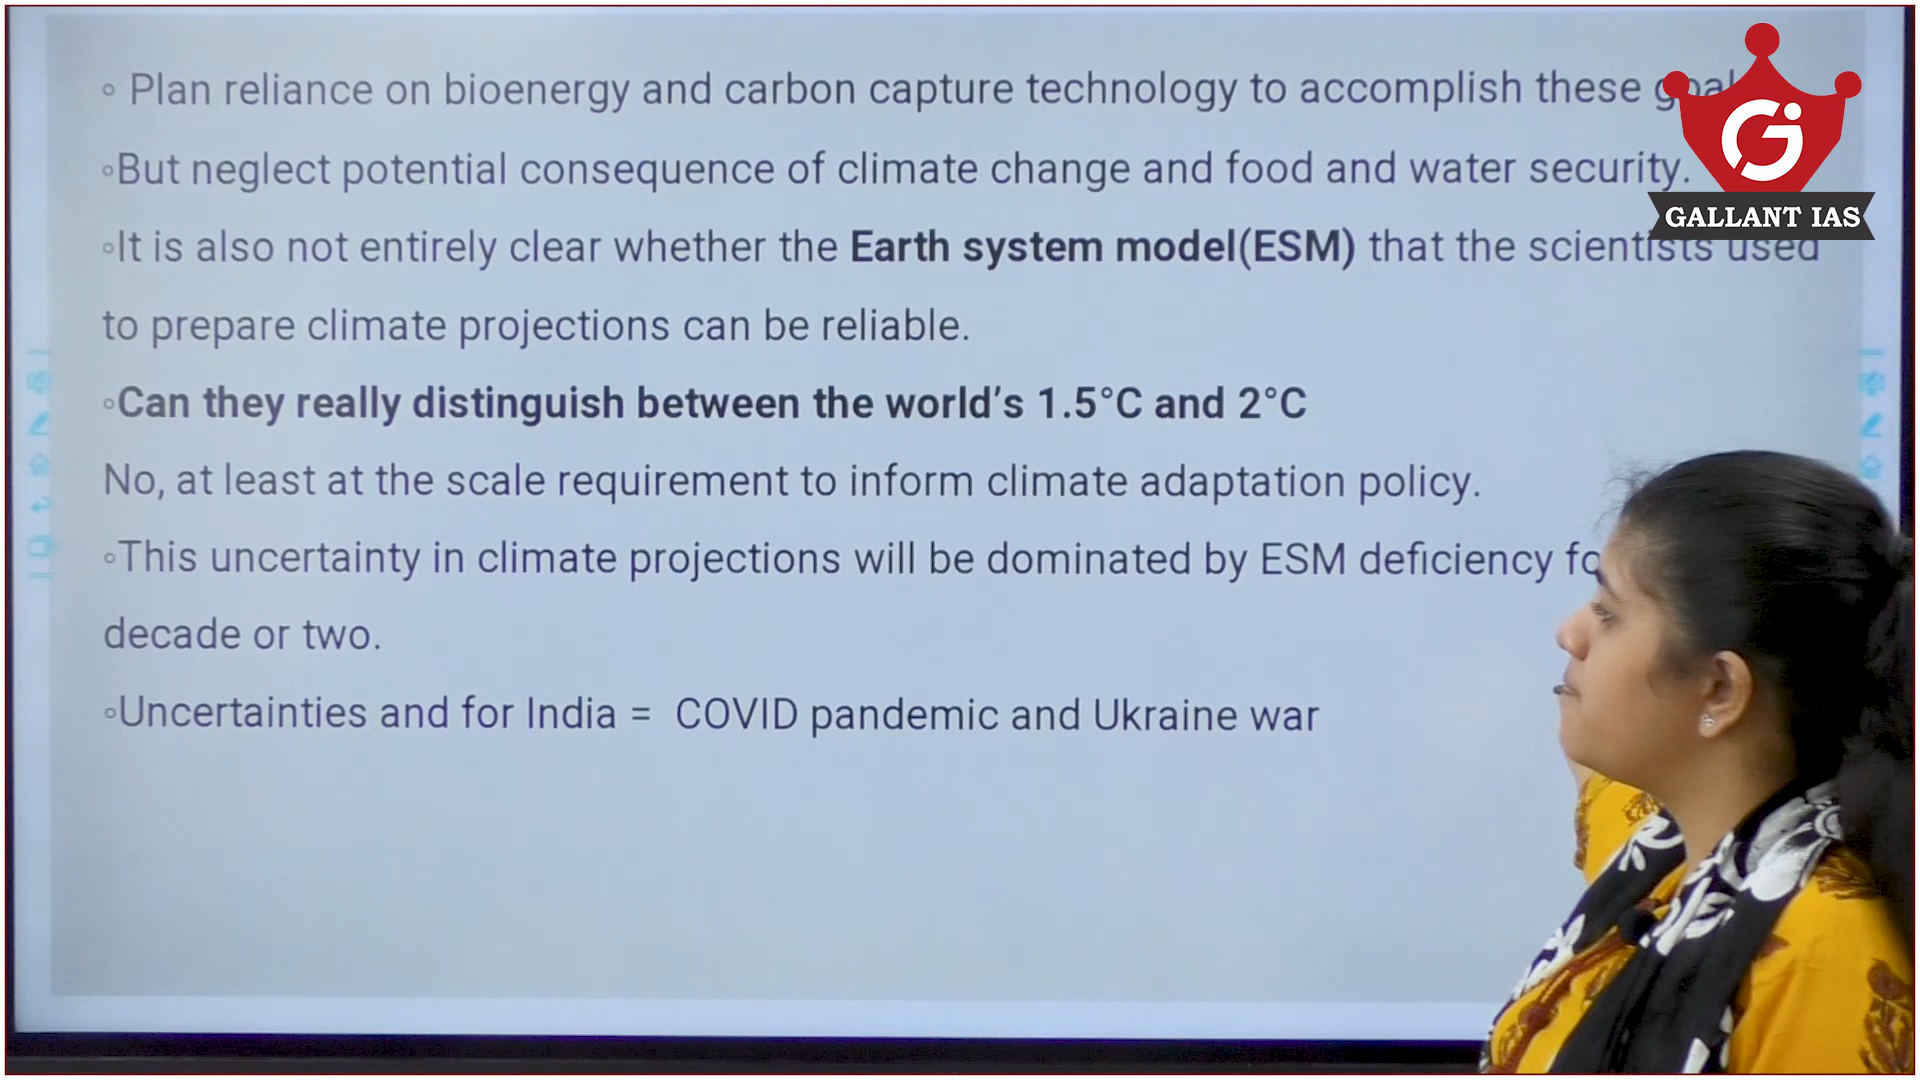 ◦ Plan reliance on bioenergy and carbon capture technology to accomplish these
◦But neglect potential consequence of climate change and food and water security.
◦It is also not entirely clear whether the Earth system model(ESM) that the scientists used
to prepare climate projections can be reliable.
◦Can they really distinguish between the world's 1.5°C and 2°C
No, at least at the scale requirement to inform climate adaptation policy.
◦This uncertainty in climate projections will be dominated by ESM deficiency
decade or two.
◦Uncertainties and for India = COVID pandemic and Ukraine war
GALLANT IAS